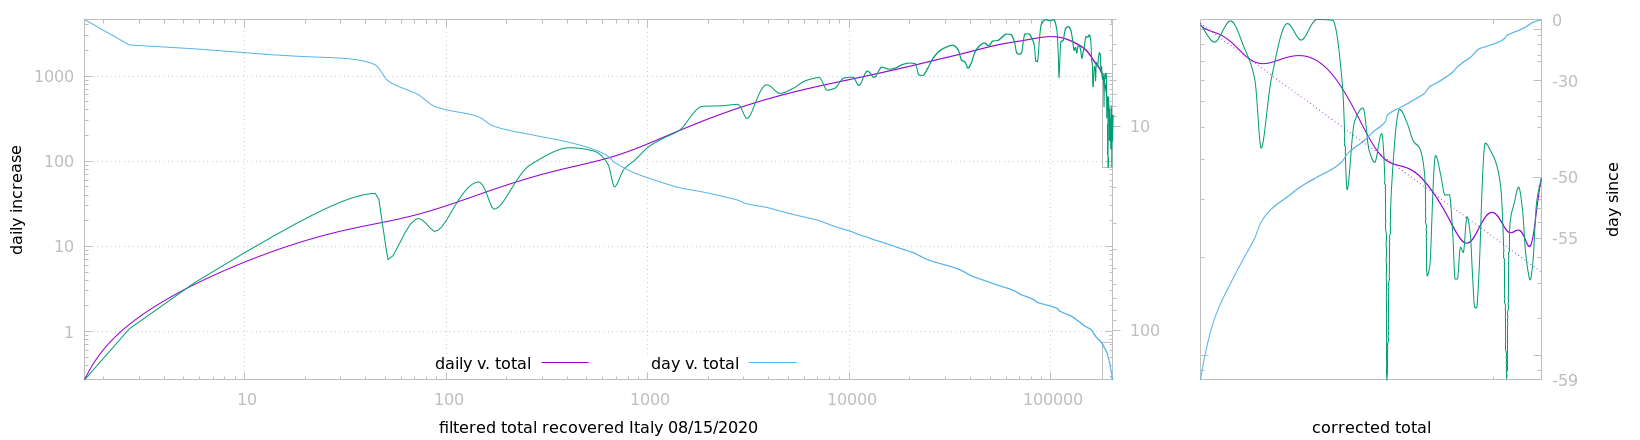 daily increase
1000
100
10
1
10
100
1000
10000
100000
10
100
daily v. total
day v. total
filtered total recovered Italy 08/15/2020
0
-30
-50
-55
-59
day since
corrected total